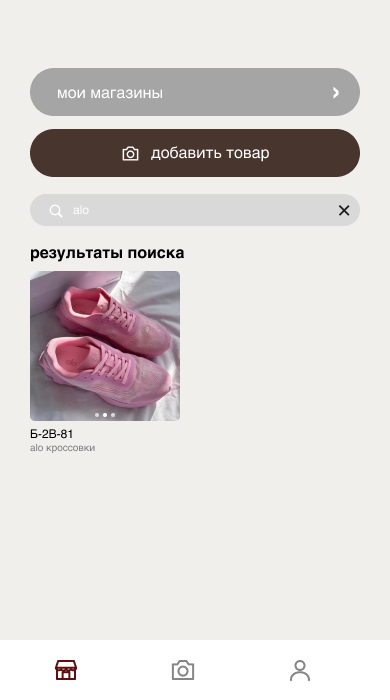 мои магазины
добавить товар
alo
результаты поиска
Б-2В-81
alo кроссовки